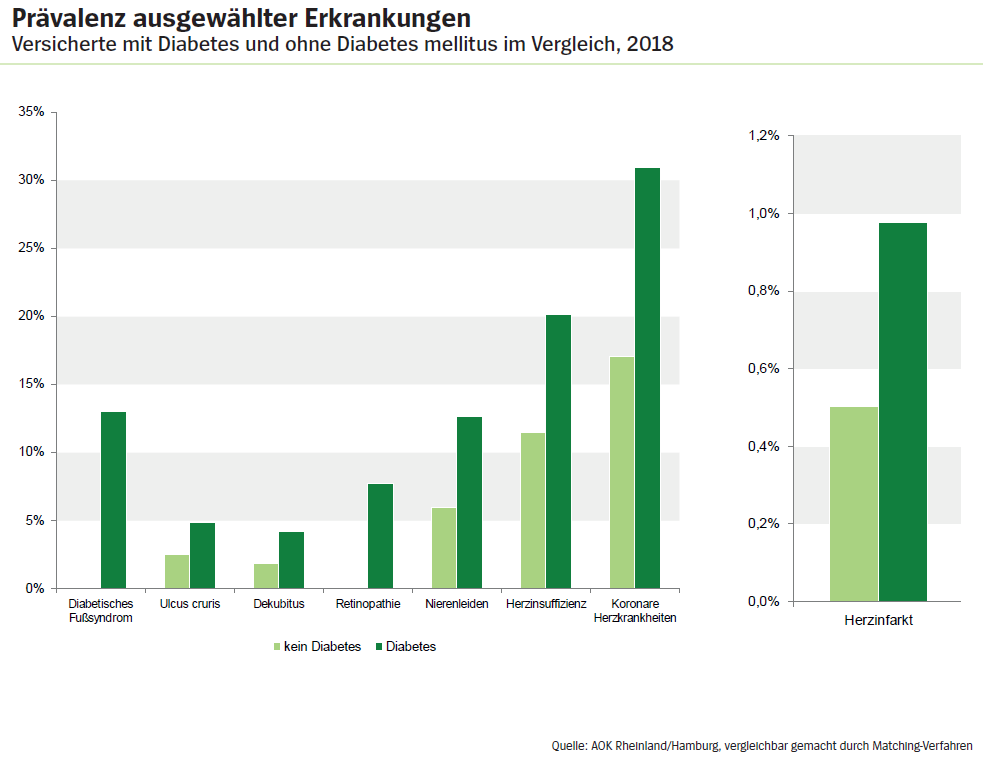 Prävalenz ausgewählter Erkrankungen
Versicherte mit Diabetes und ohne Diabetes mellitus im Vergleich, 2018
35%
30%
25%
20%
15%
10%
5%
0%
Diabetisches
Fußsyndrom
Ulcus cruris
Dekubitus
Retinopathie
Nierenleiden
Herzinsuffizienz
Koronare
Herzkrankheiten
kein Diabetes
Diabetes
1,2%
1,0%
0,8%
0,6%
0,4%
0,2%
0,0%
Herzinfarkt
Quelle: AOK Rheinland/Hamburg, vergleichbar gemacht durch Matching-Verfahren